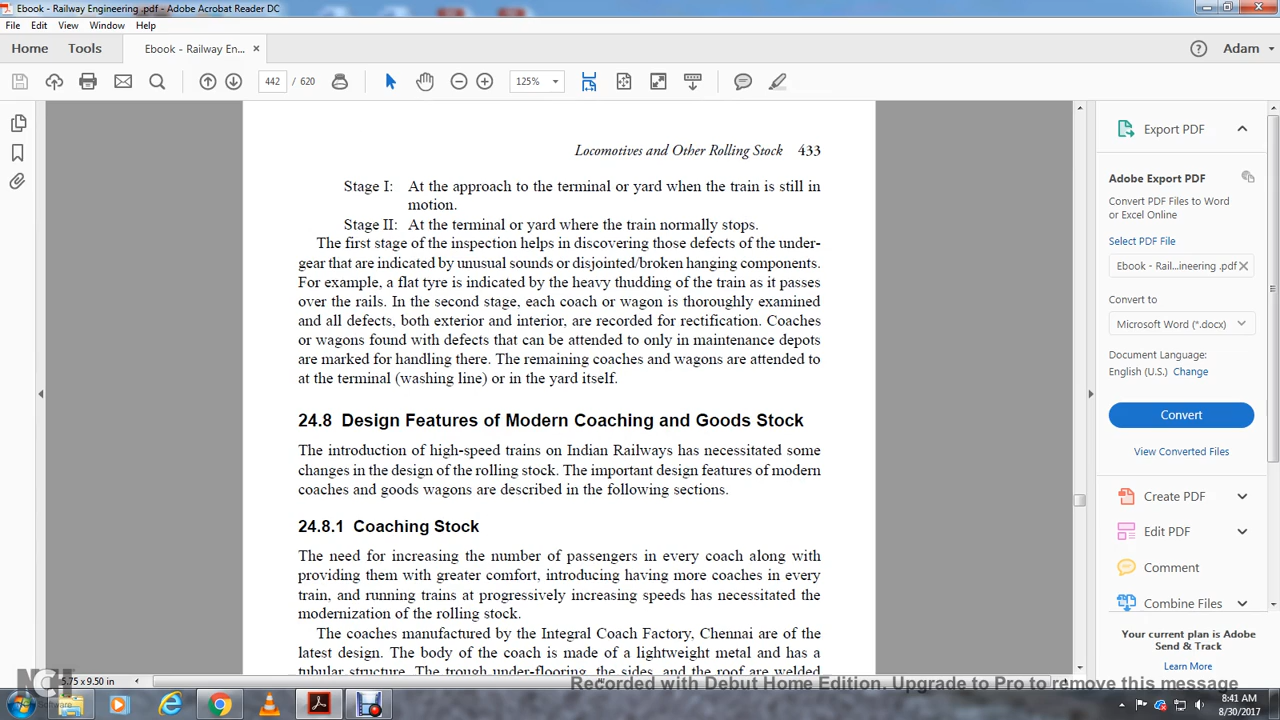 Ebook - Railway Engineering .pdf - Adobe Acrobat Reader DC
File Edit View Window Help
Home Tools Ebook - Railway En... × Adam
442 / 620 125%
Locomotives and Other Rolling Stock 433
Stage I: At the approach to the terminal or yard when the train is still in
motion.
Stage II: At the terminal or yard where the train normally stops.
The first stage of the inspection helps in discovering those defects of the under-
gear that are indicated by unusual sounds or disjointed/broken hanging components.
For example, a flat tyre is indicated by the heavy thudding of the train as it passes
over the rails. In the second stage, each coach or wagon is thoroughly examined
and all defects, both exterior and interior, are recorded for rectification. Coaches
or wagons found with defects that can be attended to only in maintenance depots
are marked for handling there. The remaining coaches and wagons are attended to
at the terminal (washing line) or in the yard itself.
24.8 Design Features of Modern Coaching and Goods Stock
The introduction of high-speed trains on Indian Railways has necessitated some
changes in the design of the rolling stock. The important design features of modern
coaches and goods wagons are described in the following sections.
24.8.1 Coaching Stock
The need for increasing the number of passengers in every coach along with
providing them with greater comfort, introducing having more coaches in every
train, and running trains at progressively increasing speeds has necessitated the
modernization of the rolling stock.
The coaches manufactured by the Integral Coach Factory, Chennai are of the
latest design. The body of the coach is made of a lightweight metal and has a
tubular structure. The trough under-flooring, the sides, and the roof are welded
Export PDF
Adobe Export PDF
Convert PDF Files to Word
or Excel Online
Select PDF File
Ebook - Rail...ineering .pdf ×
Convert to
Microsoft Word (*.docx)
Document Language:
English (U.S.) Change
Convert
View Converted Files
Create PDF
Edit PDF
Comment
Combine Files
Your current plan is Adobe
Send & Track
Learn More
5.75 x 9.50 in
NCH
Software
Recorded with Debut Home Edition. Upgrade to Pro to remove this message
8:41 AM
8/30/2017